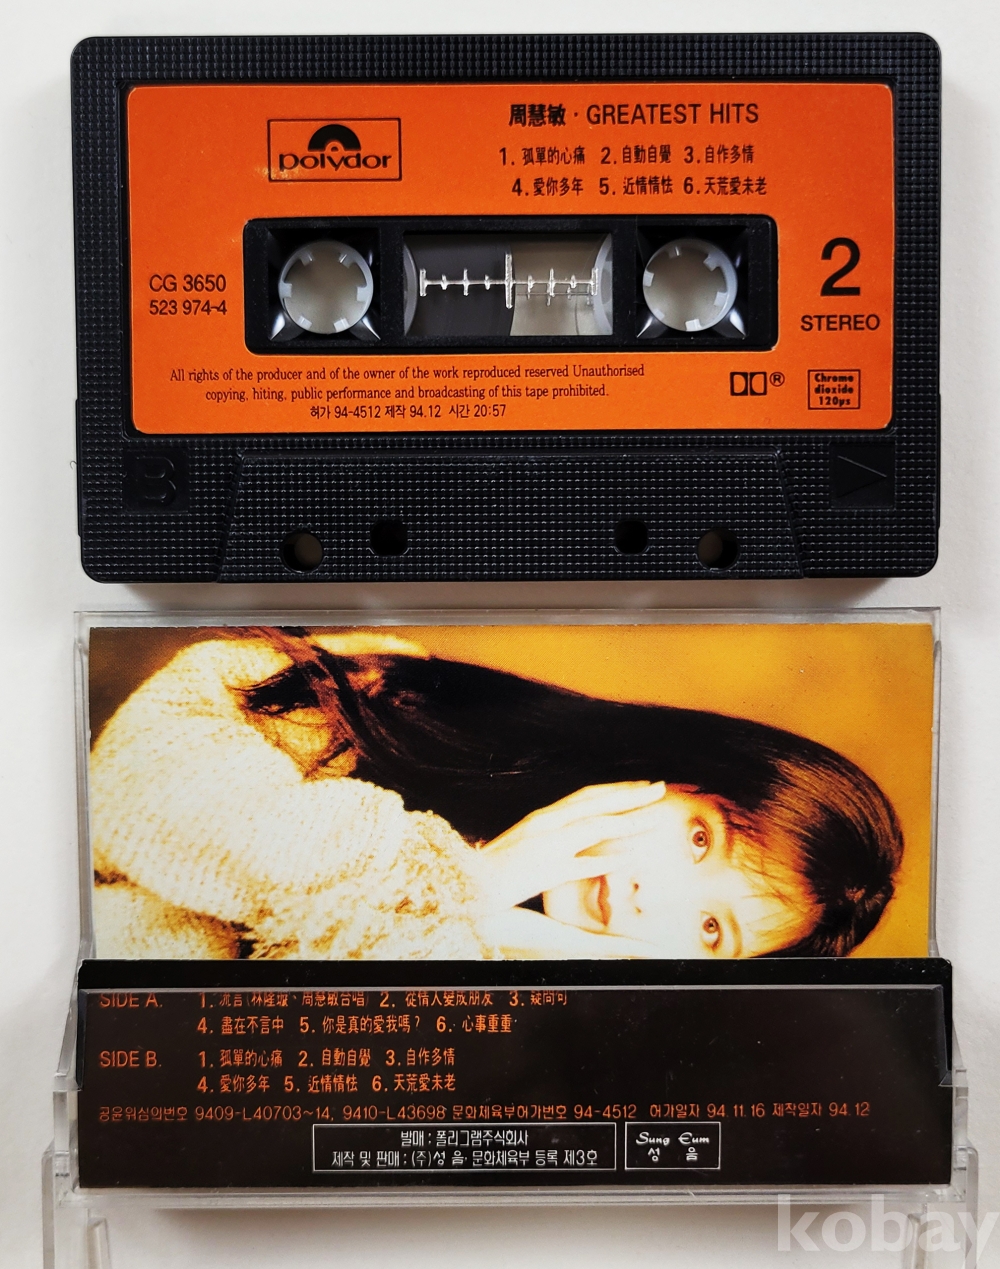 polydor
周慧敏 · GREATEST HITS
1. 孤單的心痛 2. 自動自覺 3. 自作多情
4. 愛你多年 5. 近情情怯 6. 天荒愛未老
CG 3650
523 974-4
2
STEREO
All rights of the producer and of the owner of the work reproduced reserved Unauthorised
copying, hiting, public performance and broadcasting of this tape prohibited.
허가 94-4512 제작 94.12 시간 20:57
Chrome
dioxide
120μs
B
SIDE A. 1. 流言(林隆璇、周慧敏合唱) 2. 從情人變成朋友 3. 疑問句
4. 盡在不言中 5. 你是真的愛我嗎? 6. 心事重重
SIDE B. 1. 孤單的心痛 2. 自動自覺 3. 自作多情
4. 愛你多年 5. 近情情怯 6. 天荒愛未老
공윤위심의번호 9409-L40703~14, 9410-L43698 문화체육부허가번호 94-4512 허가일자 94.11.16 제작일자 94.12
발매 : 폴리그램주식회사
제작 및 판매 : (주)성 음· 문화체육부 등록 제3호
Sung Eum
성 음
kobay